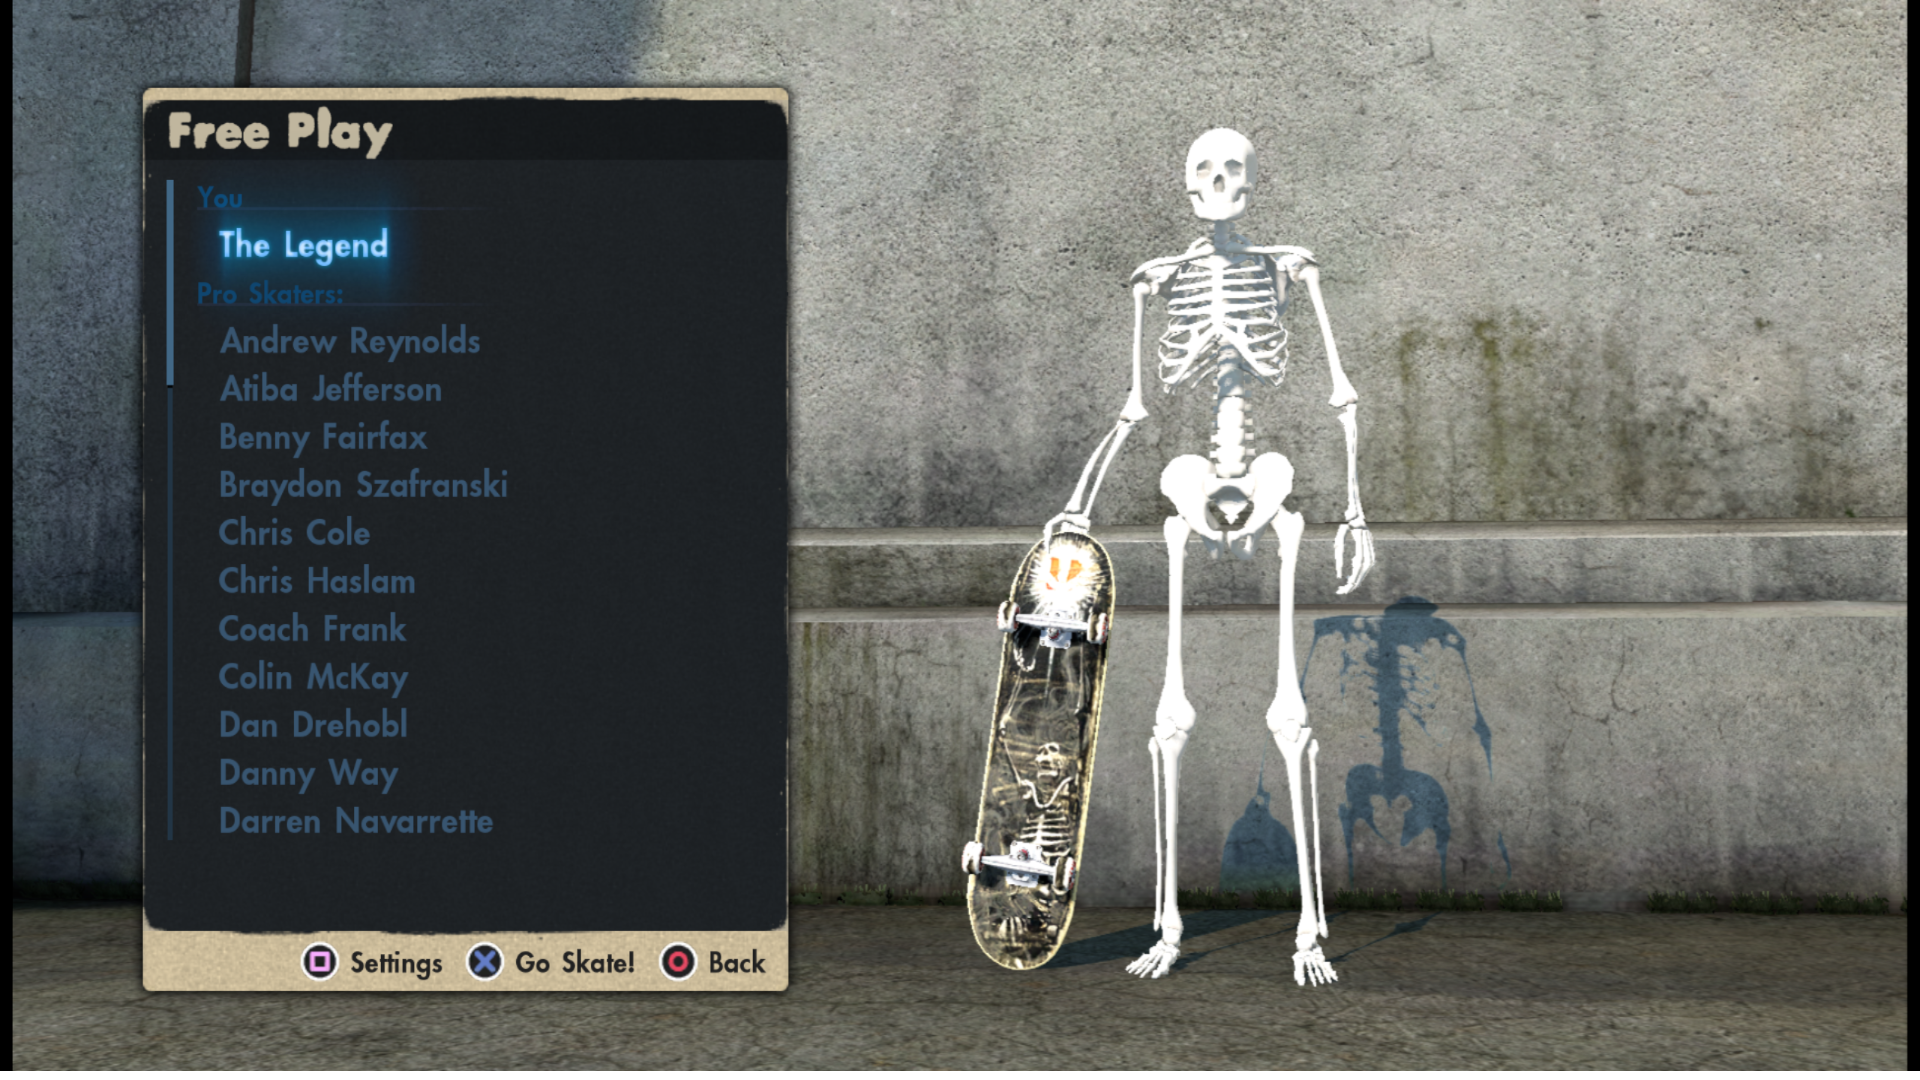 Free Play
You
The Legend
Pro Skaters:
Andrew Reynolds
Atiba Jefferson
Benny Fairfax
Braydon Szafranski
Chris Cole
Chris Haslam
Coach Frank
Colin McKay
Dan Drehobl
Danny Way
Darren Navarrette
Settings Go Skate! Back